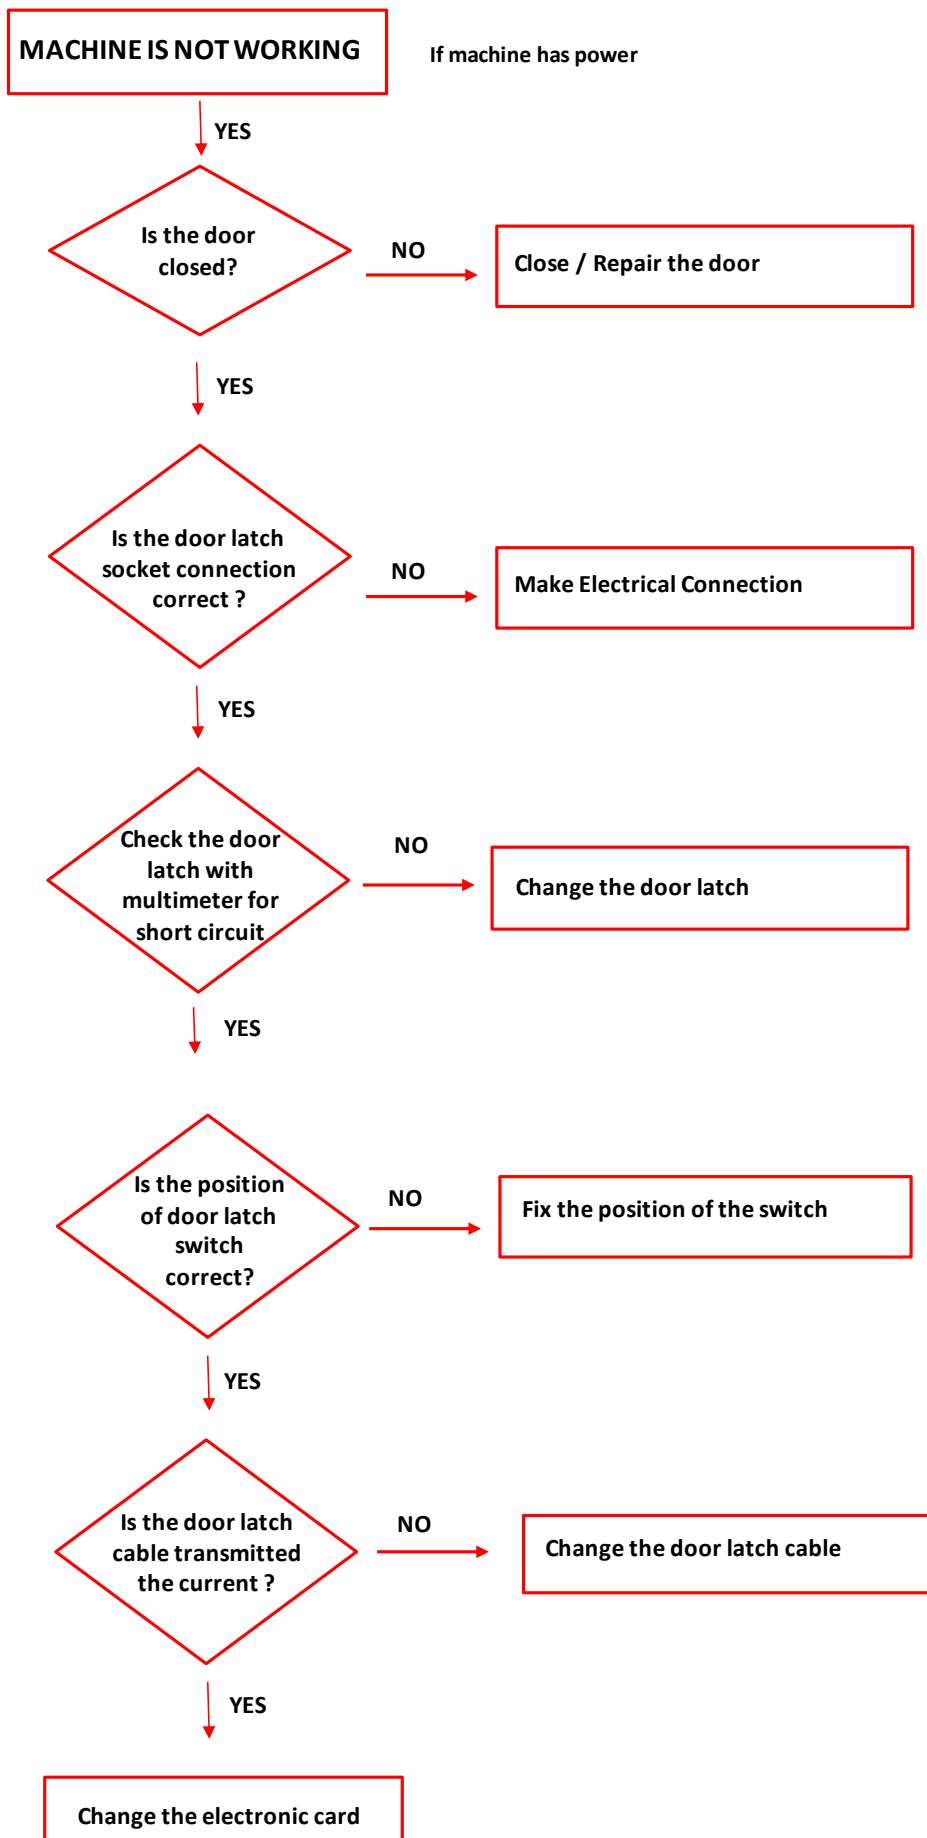 MACHINE IS NOT WORKING
If machine has power
YES
Is the door
closed?
NO
Close / Repair the door
YES
Is the door latch
socket connection
correct ?
NO
Make Electrical Connection
YES
Check the door
latch with
multimeter for
short circuit
NO
Change the door latch
YES
Is the position
of door latch
switch
correct?
NO
Fix the position of the switch
YES
Is the door latch
cable transmitted
the current ?
NO
Change the door latch cable
YES
Change the electronic card